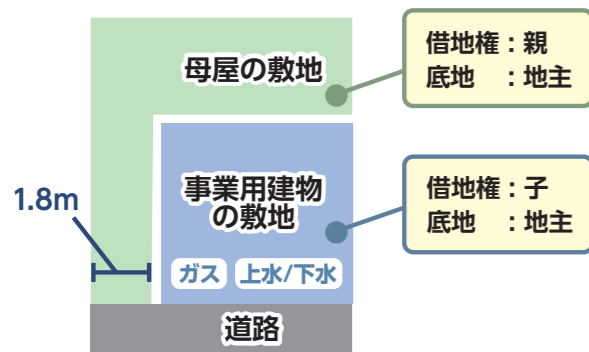 母屋の敷地
借地権：親
底地　：地主
1.8m
事業用建物
の敷地
借地権：子
底地　：地主
ガス
上水/下水
道路